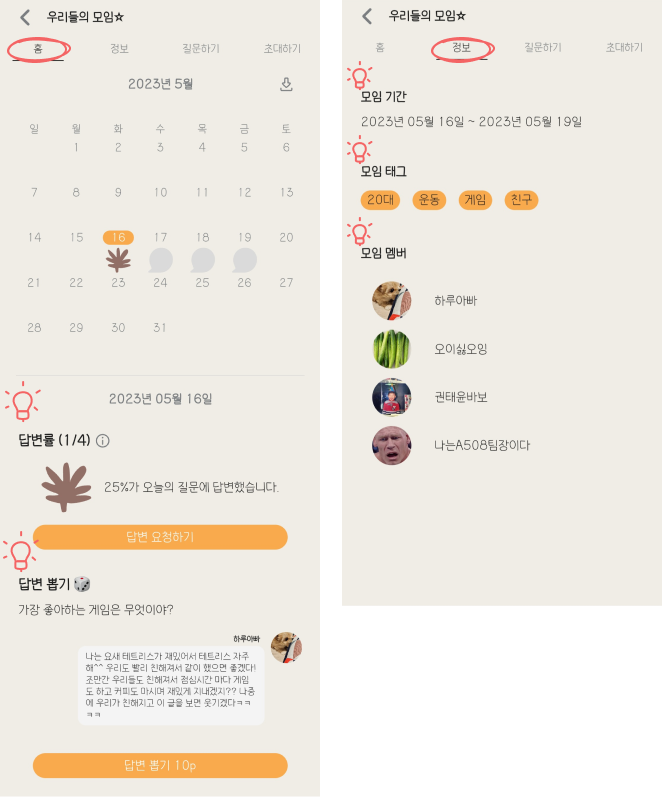 우리들의 모임☆
홈 정보 질문하기 초대하기
2023년 5월
일 월 화 수 목 금 토
1 2 3 4 5 6
7 8 9 10 11 12 13
14 15 16 17 18 19 20
21 22 23 24 25 26 27
28 29 30 31
2023년 05월 16일
답변률 (1/4)
25%가 오늘의 질문에 답변했습니다.
답변 요청하기
답변 뽑기
가장 좋아하는 게임은 무엇이야?
하루아빠
나는 요새 테트리스가 재밌어서 테트리스 자주
해^^ 우리도 빨리 친해져서 같이 했으면 좋겠다!
조만간 우리들도 친해져서 점심시간 마다 게임
도 하고 커피도 마시며 재밌게 지내겠지?? 나중
에 우리가 친해지고 이 글을 보면 웃기겠다ㅋㅋ
ㅋㅋ
답변 뽑기 10p
우리들의 모임☆
홈 정보 질문하기 초대하기
모임 기간
2023년 05월 16일 ~ 2023년 05월 19일
모임 태그
20대 운동 게임 친구
모임 멤버
하루아빠
오이싫오잉
권태윤바보
나는A508팀장이다